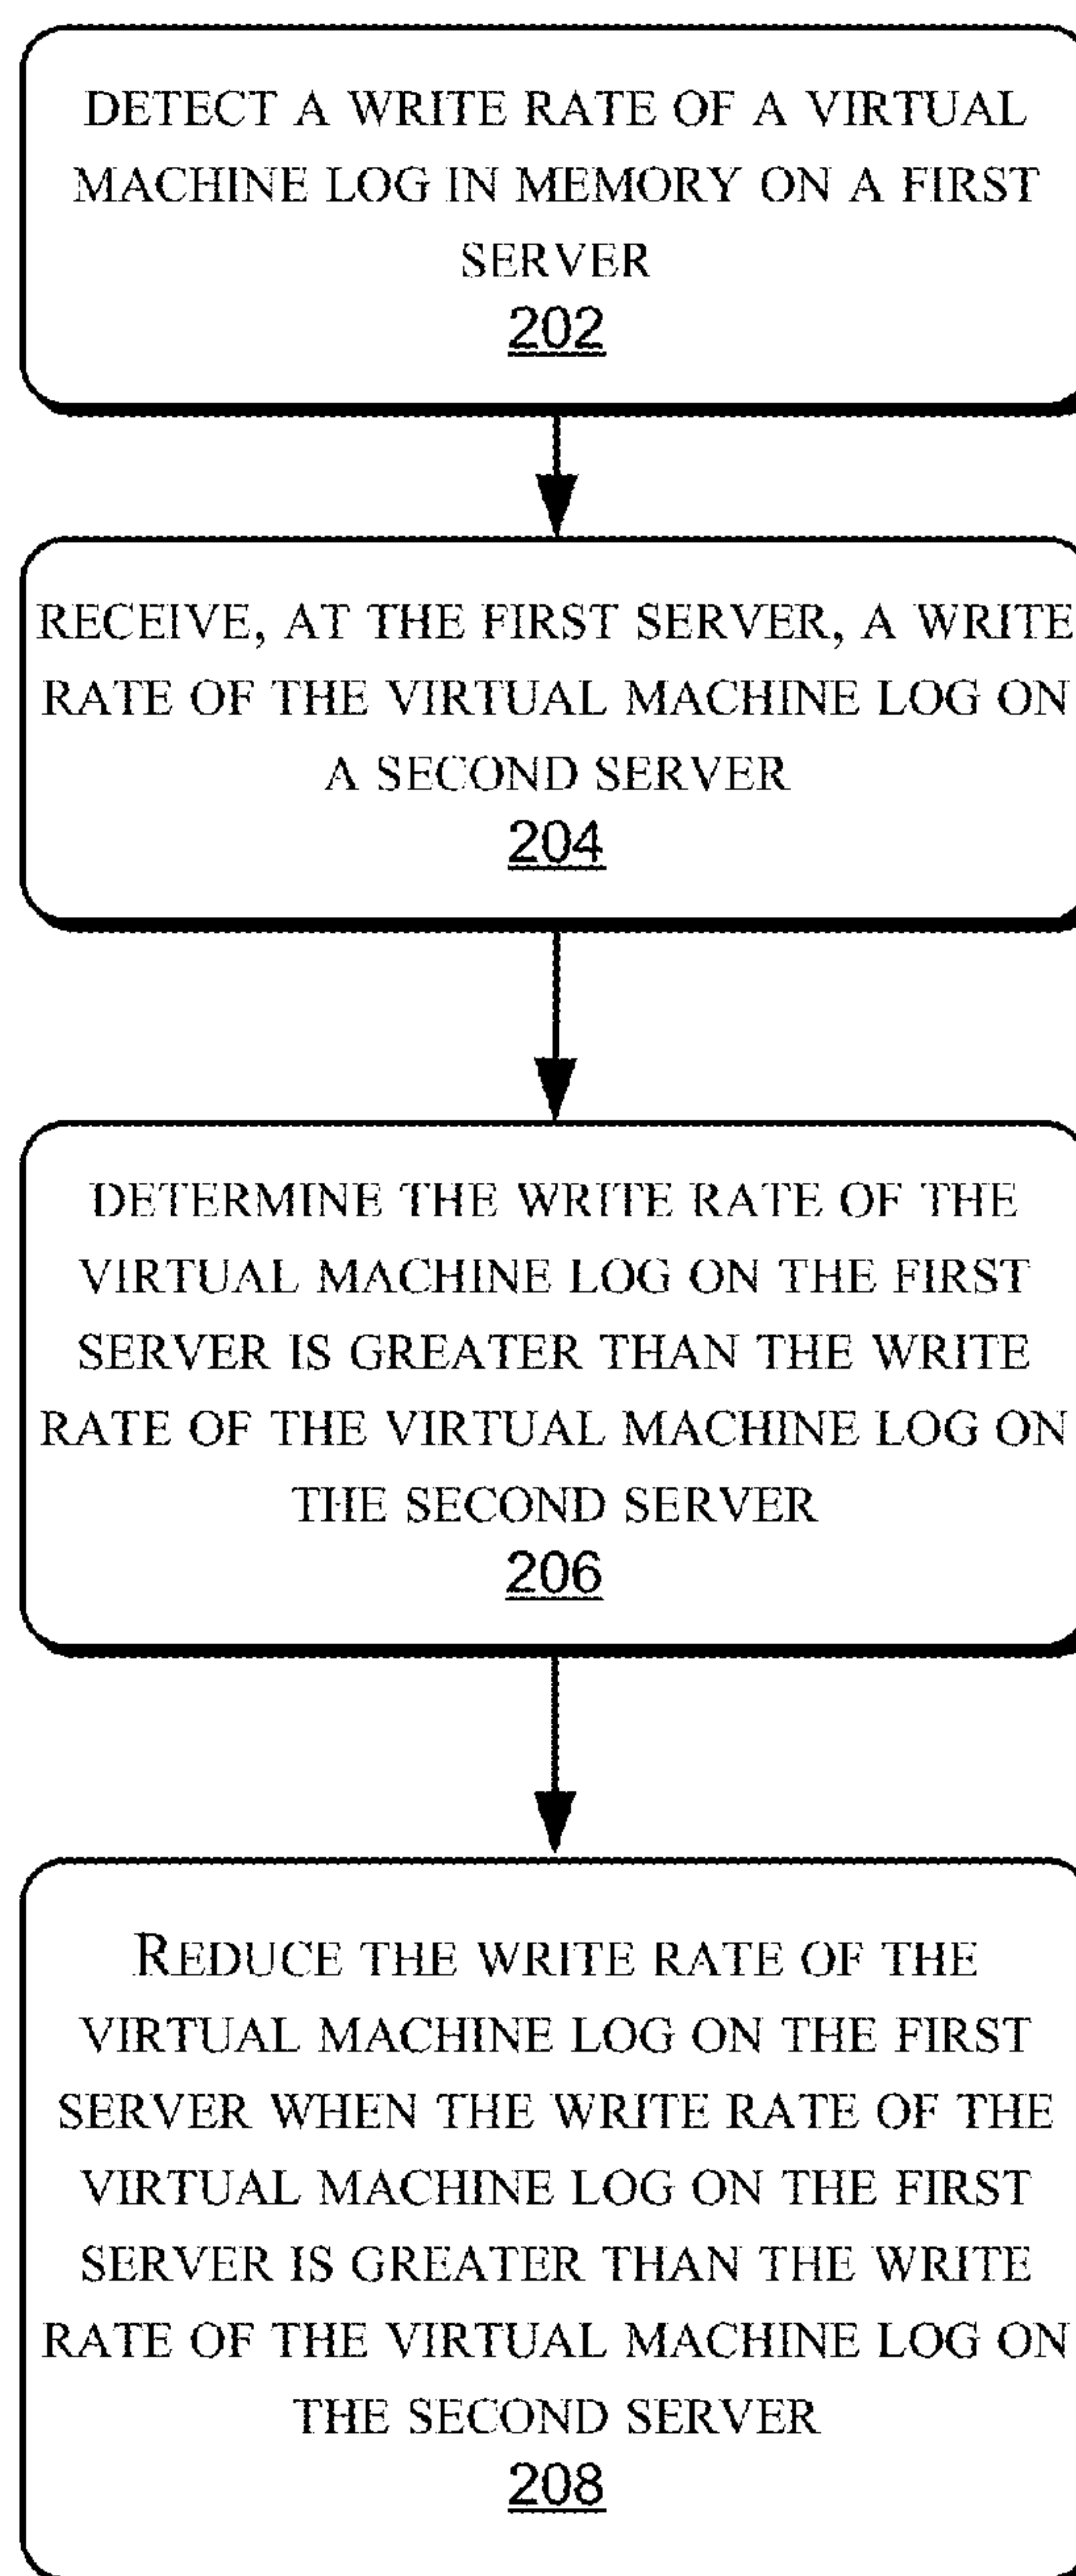 DETECT A WRITE RATE OF A VIRTUAL
MACHINE LOG IN MEMORY ON A FIRST
SERVER
202
RECEIVE, AT THE FIRST SERVER, A WRITE
RATE OF THE VIRTUAL MACHINE LOG ON
A SECOND SERVER
204
DETERMINE THE WRITE RATE OF THE
VIRTUAL MACHINE LOG ON THE FIRST
SERVER IS GREATER THAN THE WRITE
RATE OF THE VIRTUAL MACHINE LOG ON
THE SECOND SERVER
206
REDUCE THE WRITE RATE OF THE
VIRTUAL MACHINE LOG ON THE FIRST
SERVER WHEN THE WRITE RATE OF THE
VIRTUAL MACHINE LOG ON THE FIRST
SERVER IS GREATER THAN THE WRITE
RATE OF THE VIRTUAL MACHINE LOG ON
THE SECOND SERVER
208